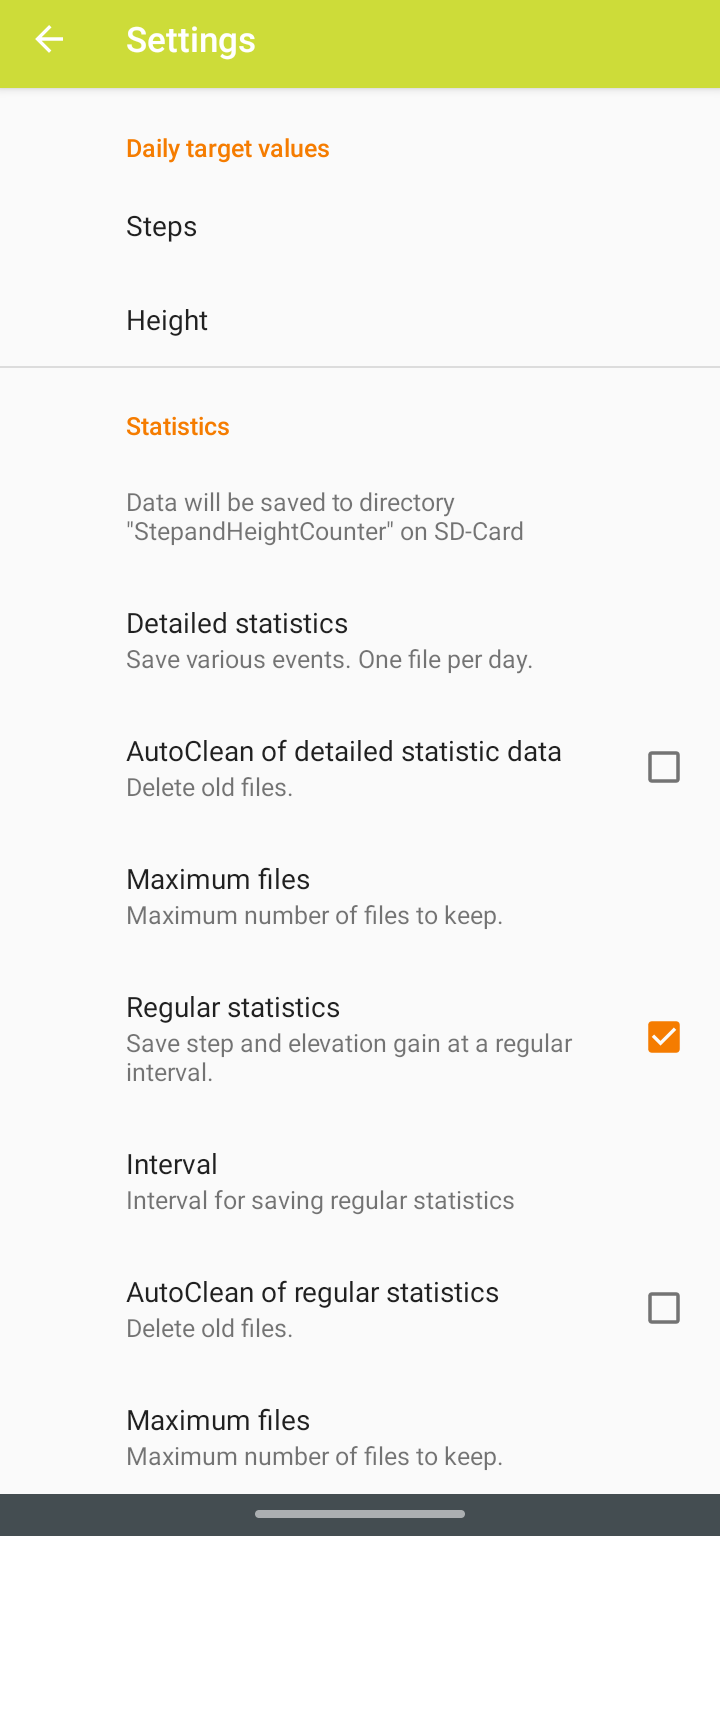 Settings
Daily target values
Steps
Height
Statistics
Data will be saved to directory
"StepandHeightCounter" on SD-Card
Detailed statistics
Save various events. One file per day.
AutoClean of detailed statistic data
Delete old files.
Maximum files
Maximum number of files to keep.
Regular statistics
Save step and elevation gain at a regular
interval.
Interval
Interval for saving regular statistics
AutoClean of regular statistics
Delete old files.
Maximum files
Maximum number of files to keep.